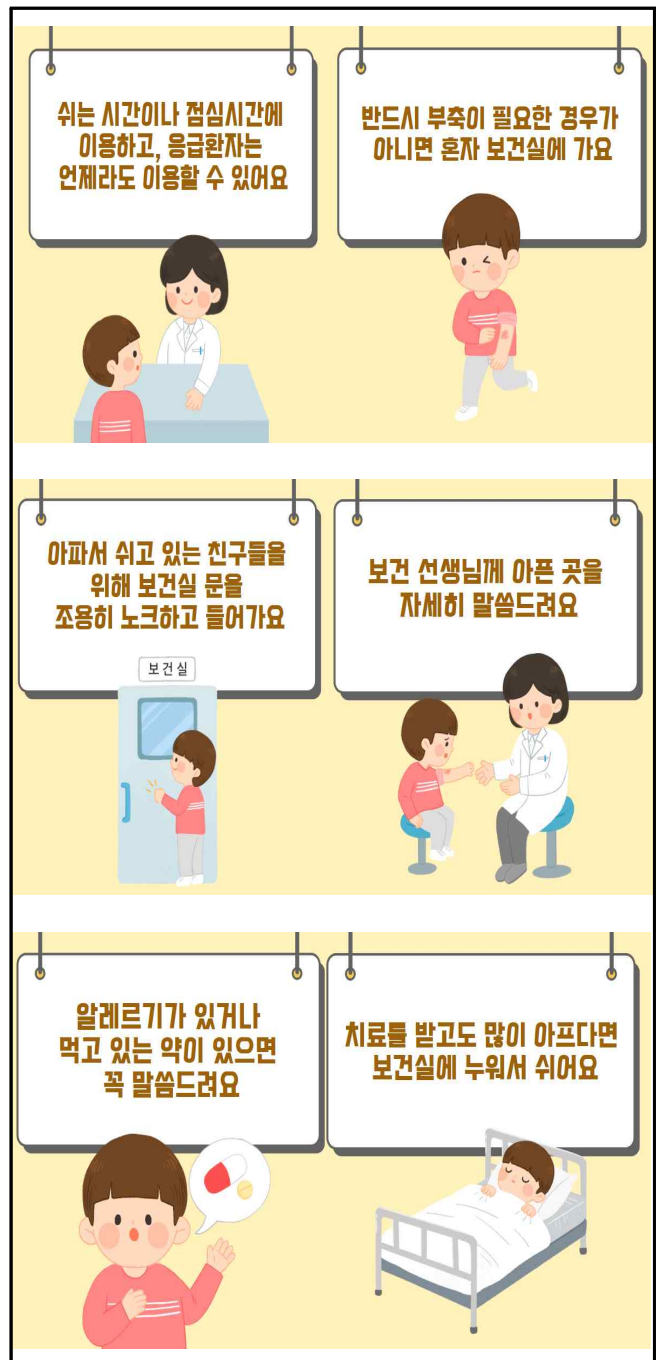 쉬는 시간이나 점심시간에
이용하고, 응급환자는
언제라도 이용할 수 있어요
반드시 부축이 필요한 경우가
아니면 혼자 보건실에 가요
아파서 쉬고 있는 친구들을
위해 보건실 문을
조용히 노크하고 들어가요
보건실
보건 선생님께 아픈 곳을
자세히 말씀드려요
알레르기가 있거나
먹고 있는 약이 있으면
꼭 말씀드려요
치료를 받고도 많이 아프다면
보건실에 누워서 쉬어요